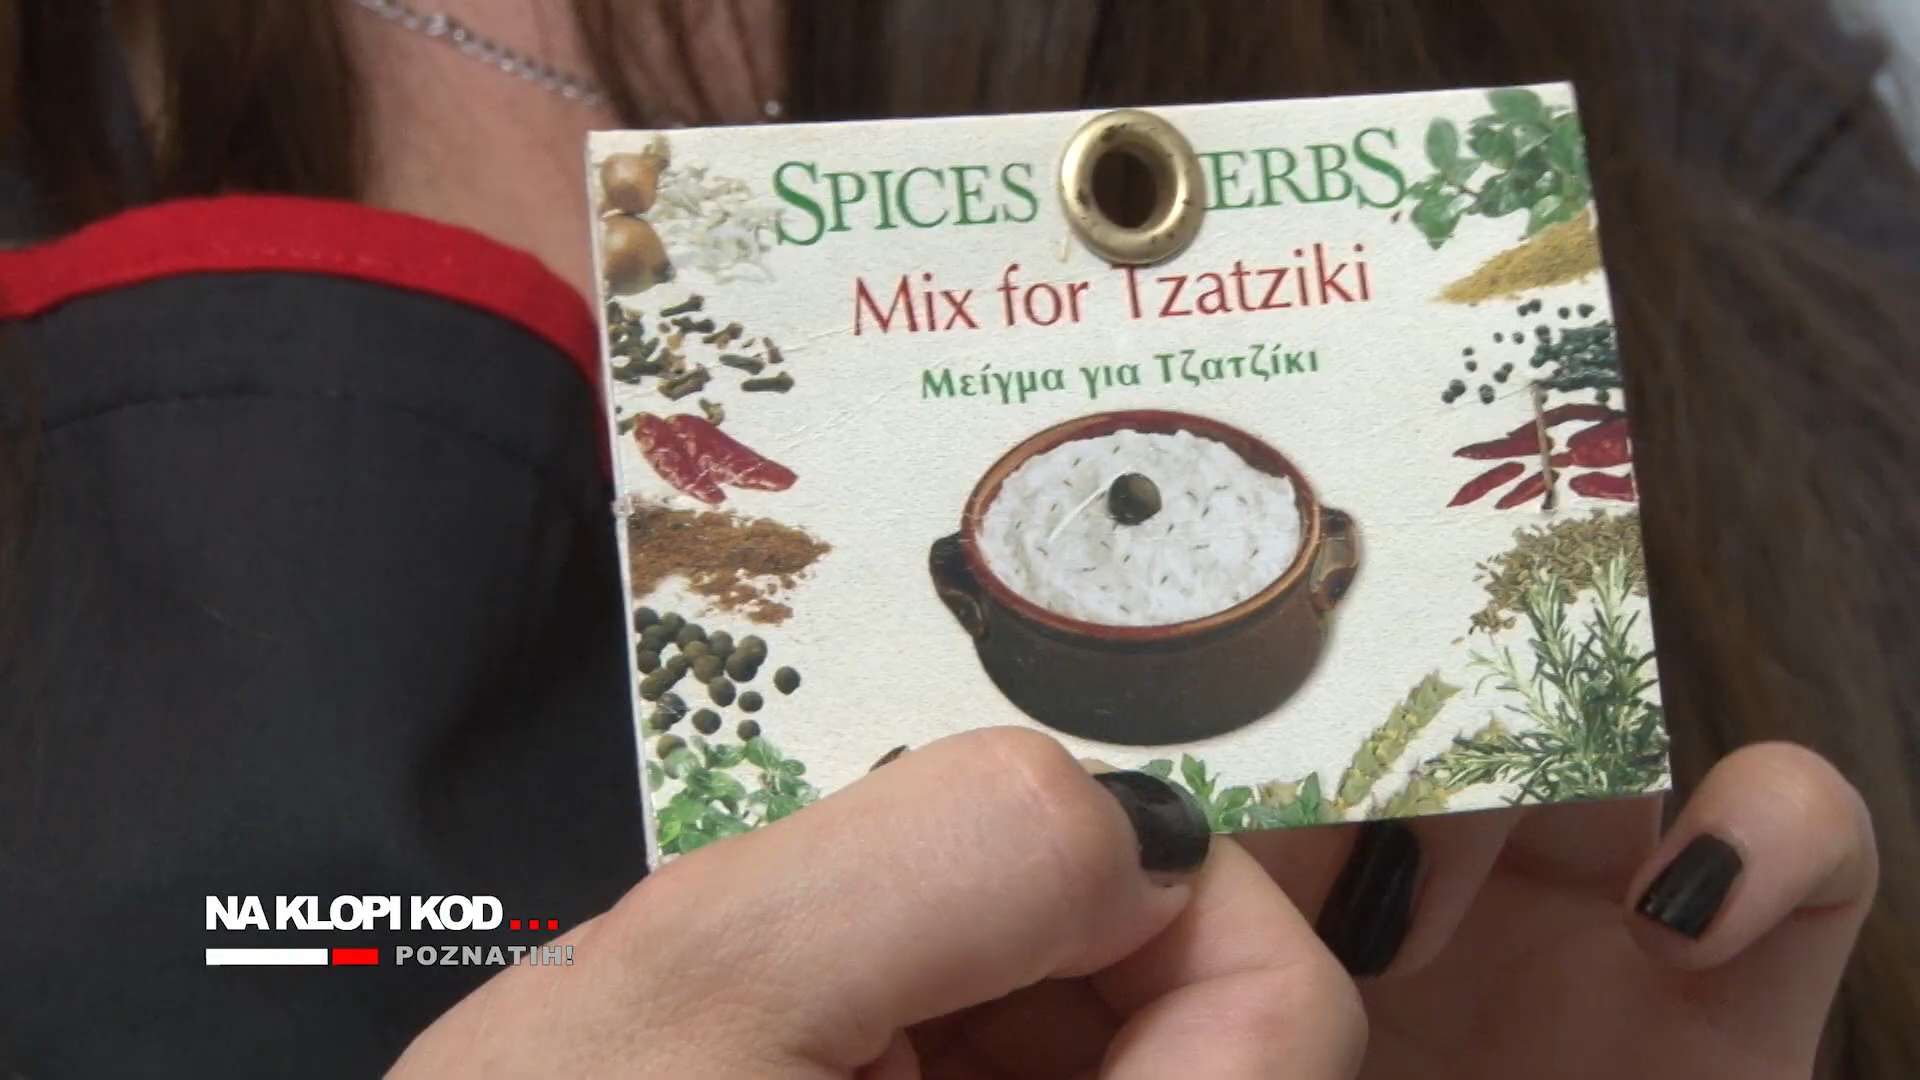 SPICES ERBS
Mix for Tzatziki
Μείγμα για Τζατζίκι
NA KLOPI KOD...
POZNATIH!